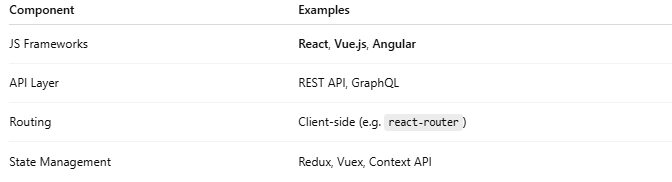 Component Examples
JS Frameworks React, Vue.js, Angular
API Layer REST API, GraphQL
Routing Client-side (e.g. react-router)
State Management Redux, Vuex, Context API